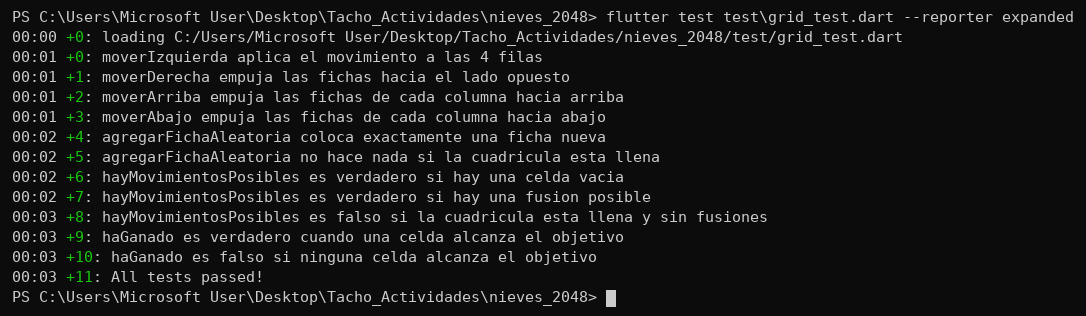 PS C:\Users\Microsoft User\Desktop\Tacho_Actividades\nieves_2048> flutter test test\grid_test.dart --reporter expanded
00:00 +0: loading C:/Users/Microsoft User/Desktop/Tacho_Actividades/nieves_2048/test/grid_test.dart
00:01 +0: moverIzquierda aplica el movimiento a las 4 filas
00:01 +1: moverDerecha empuja las fichas hacia el lado opuesto
00:01 +2: moverArriba empuja las fichas de cada columna hacia arriba
00:01 +3: moverAbajo empuja las fichas de cada columna hacia abajo
00:02 +4: agregarFichaAleatoria coloca exactamente una ficha nueva
00:02 +5: agregarFichaAleatoria no hace nada si la cuadricula esta llena
00:02 +6: hayMovimientosPosibles es verdadero si hay una celda vacia
00:02 +7: hayMovimientosPosibles es verdadero si hay una fusion posible
00:03 +8: hayMovimientosPosibles es falso si la cuadricula esta llena y sin fusiones
00:03 +9: haGanado es verdadero cuando una celda alcanza el objetivo
00:03 +10: haGanado es falso si ninguna celda alcanza el objetivo
00:03 +11: All tests passed!
PS C:\Users\Microsoft User\Desktop\Tacho_Actividades\nieves_2048>